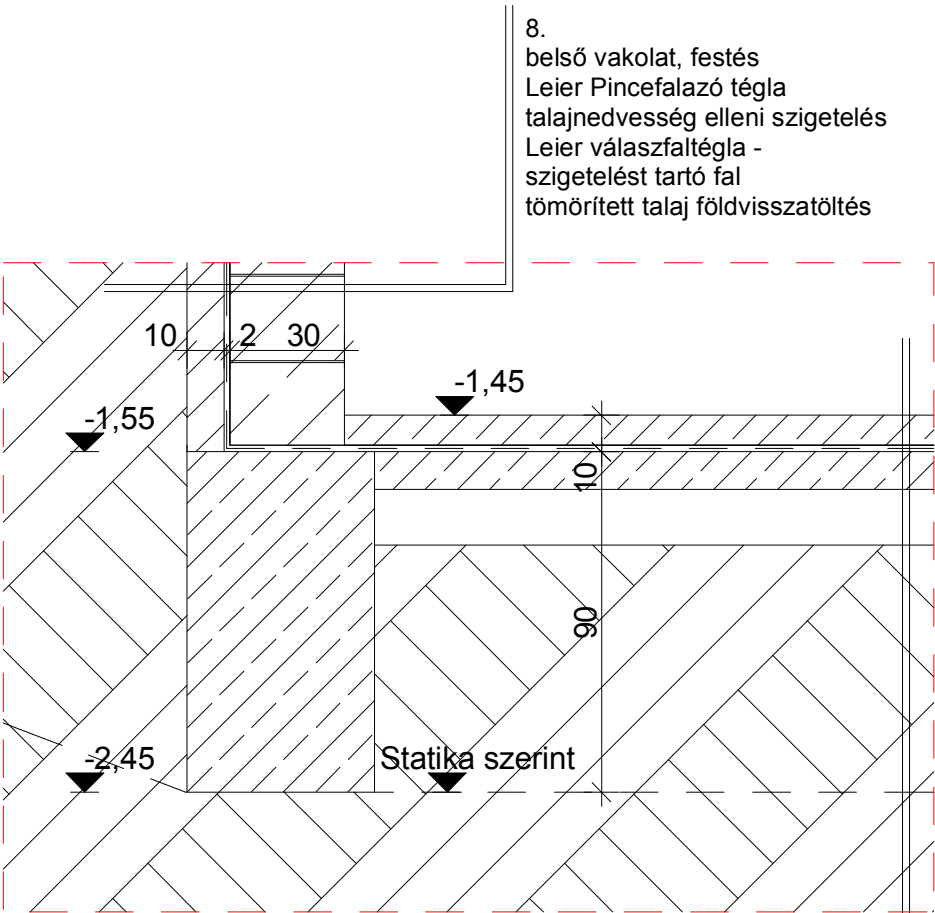 8.
belső vakolat, festés
Leier Pincefalazó tégla
talajnedvesség elleni szigetelés
Leier válaszfaltégla -
szigetelést tartó fal
tömörített talaj földvisszatöltés
10 2 30
-1,45
-1,55
10
90
-2,45
Statika szerint